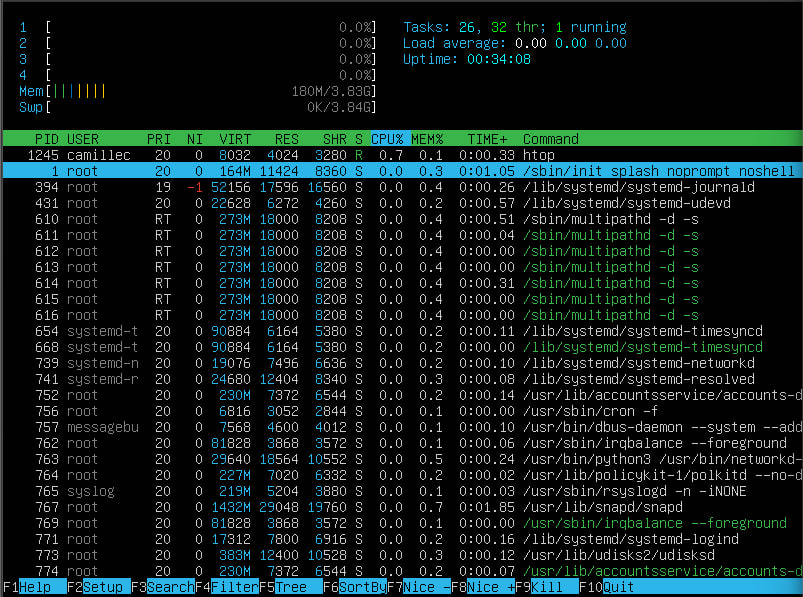 1 [ 0.0%] Tasks: 26, 32 thr; 1 running
2 [ 0.0%] Load average: 0.00 0.00 0.00
3 [ 0.0%] Uptime: 00:34:08
4 [ 0.0%]
Mem[||||||| 180M/3.83G]
Swp[ 0K/3.84G]
PID USER PRI NI VIRT RES SHR S CPU% MEM% TIME+ Command
1245 camillec 20 0 8032 4024 3280 R 0.7 0.1 0:00.33 htop
1 root 20 0 164M 11424 8360 S 0.0 0.3 0:01.05 /sbin/init splash noprompt noshell
394 root 19 -1 52156 17596 16560 S 0.0 0.4 0:00.26 /lib/systemd/systemd-journald
431 root 20 0 22628 6272 4260 S 0.0 0.2 0:00.57 /lib/systemd/systemd-udevd
610 root RT 0 273M 18000 8208 S 0.0 0.4 0:00.51 /sbin/multipathd -d -s
611 root RT 0 273M 18000 8208 S 0.0 0.4 0:00.04 /sbin/multipathd -d -s
612 root RT 0 273M 18000 8208 S 0.0 0.4 0:00.00 /sbin/multipathd -d -s
613 root RT 0 273M 18000 8208 S 0.0 0.4 0:00.00 /sbin/multipathd -d -s
614 root RT 0 273M 18000 8208 S 0.0 0.4 0:00.31 /sbin/multipathd -d -s
615 root RT 0 273M 18000 8208 S 0.0 0.4 0:00.00 /sbin/multipathd -d -s
616 root RT 0 273M 18000 8208 S 0.0 0.4 0:00.00 /sbin/multipathd -d -s
654 systemd-t 20 0 90884 6164 5380 S 0.0 0.2 0:00.11 /lib/systemd/systemd-timesyncd
668 systemd-t 20 0 90884 6164 5380 S 0.0 0.2 0:00.00 /lib/systemd/systemd-timesyncd
739 systemd-n 20 0 19076 7496 6636 S 0.0 0.2 0:00.10 /lib/systemd/systemd-networkd
741 systemd-r 20 0 24680 12404 8340 S 0.0 0.3 0:00.08 /lib/systemd/systemd-resolved
752 root 20 0 230M 7372 6544 S 0.0 0.2 0:00.14 /usr/lib/accountsservice/accounts-d
756 root 20 0 6816 3052 2844 S 0.0 0.1 0:00.00 /usr/sbin/cron -f
757 messagebu 20 0 7568 4600 4012 S 0.0 0.1 0:00.10 /usr/bin/dbus-daemon --system --add
762 root 20 0 81828 3868 3572 S 0.0 0.1 0:00.06 /usr/sbin/irqbalance --foreground
763 root 20 0 29640 18564 10552 S 0.0 0.5 0:00.24 /usr/bin/python3 /usr/bin/networkd-
764 root 20 0 227M 7020 6332 S 0.0 0.2 0:00.02 /usr/lib/policykit-1/polkitd --no-d
765 syslog 20 0 219M 5204 3880 S 0.0 0.1 0:00.03 /usr/sbin/rsyslogd -n -iNONE
767 root 20 0 1432M 29048 19760 S 0.0 0.7 0:01.85 /usr/lib/snapd/snapd
769 root 20 0 81828 3868 3572 S 0.0 0.1 0:00.00 /usr/sbin/irqbalance --foreground
771 root 20 0 17312 7800 6916 S 0.0 0.2 0:00.07 /lib/systemd/systemd-logind
773 root 20 0 383M 12400 10528 S 0.0 0.3 0:00.12 /usr/lib/udisks2/udisksd
774 root 20 0 230M 7372 6544 S 0.0 0.2 0:00.07 /usr/lib/accountsservice/accounts-d
F1Help F2Setup F3SearchF4FilterF5Tree F6SortByF7Nice -F8Nice +F9Kill F10Quit